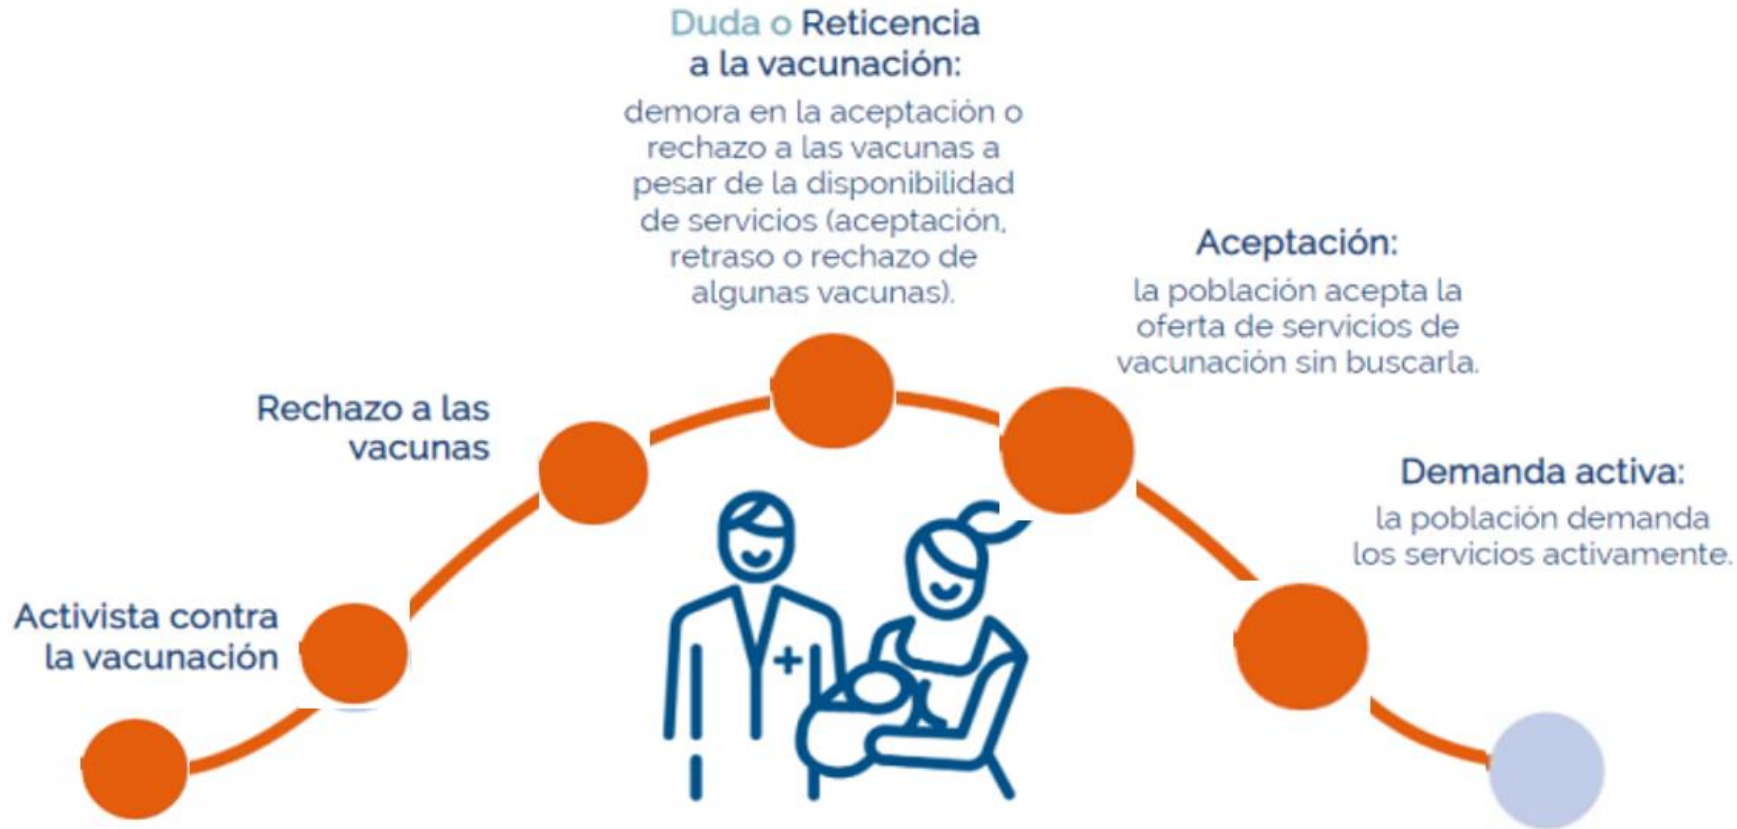 Duda o Reticencia
a la vacunación:
demora en la aceptación o
rechazo a las vacunas a
pesar de la disponibilidad
de servicios (aceptación,
retraso o rechazo de
algunas vacunas).
Aceptación:
la población acepta la
oferta de servicios de
vacunación sin buscarla.
Rechazo a las
vacunas
Demanda activa:
la población demanda
los servicios activamente.
Activista contra
la vacunación